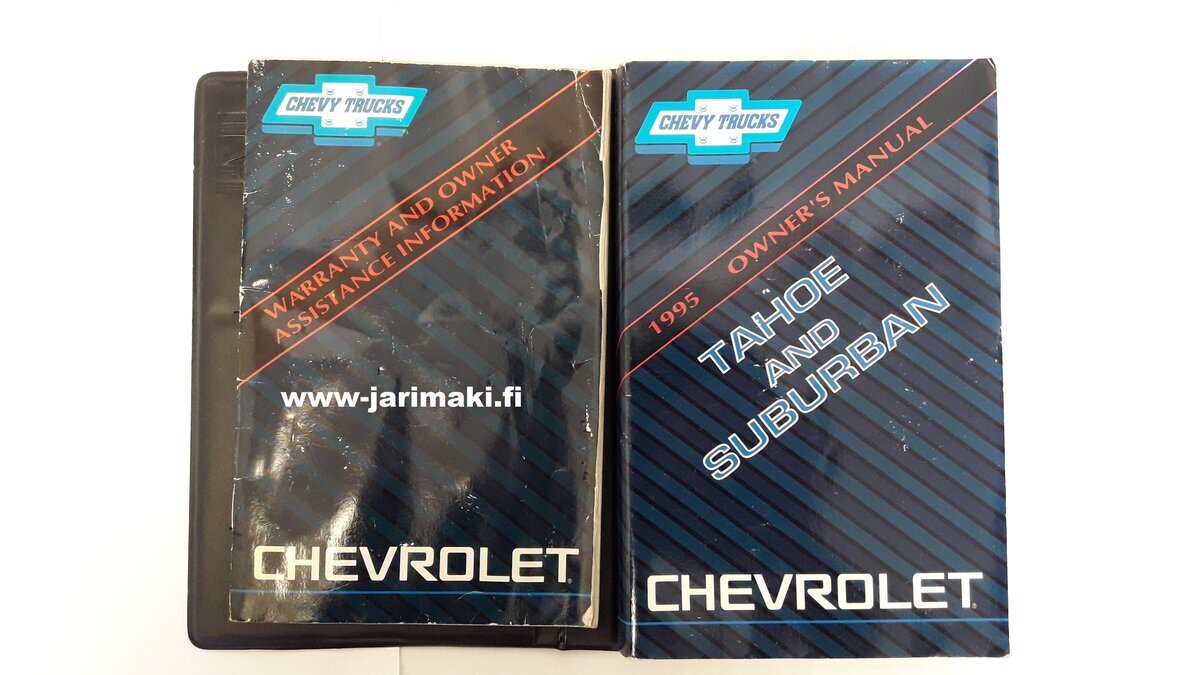 CHEVY TRUCKS
WARRANTY AND OWNER
ASSISTANCE INFORMATION
www-jarimaki.fi
CHEVROLET
CHEVY TRUCKS
1995 OWNER'S MANUAL
TAHOE
AND
SUBURBAN
CHEVROLET